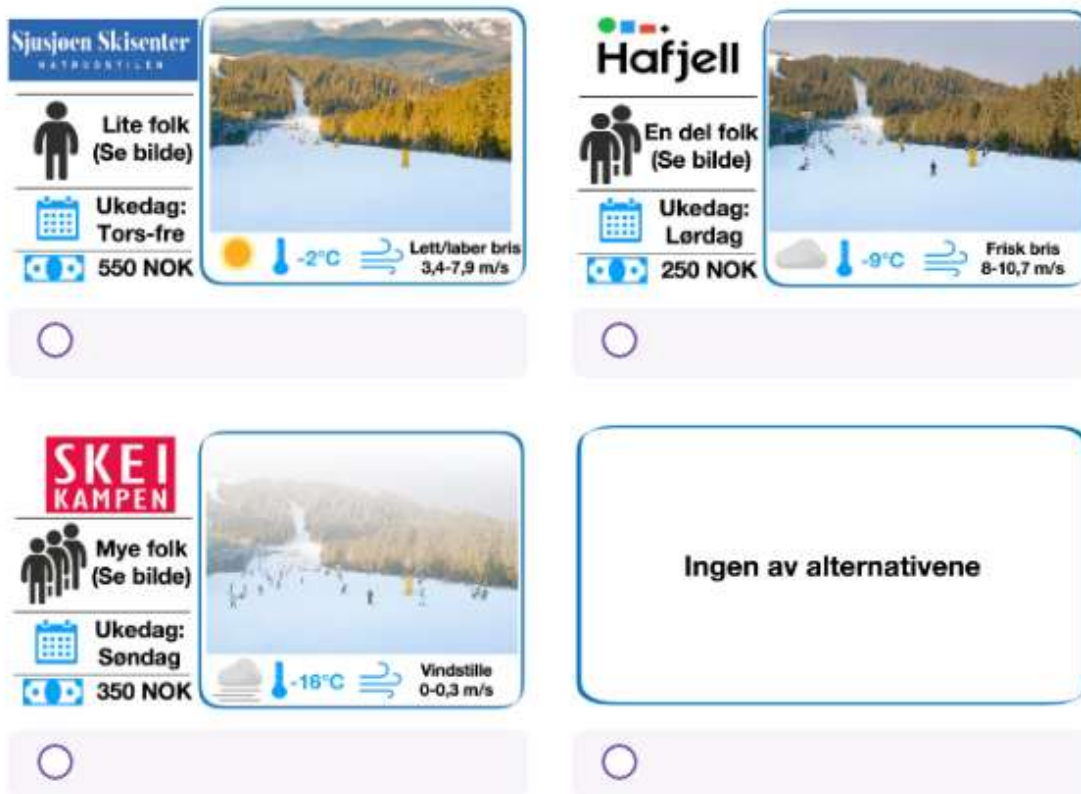 Sjusjøen Skisenter
NATRUDSTILEN
Lite folk
(Se bilde)
Ukedag:
Tors-fre
550 NOK
-2°C
Lett/laber bris
3,4-7,9 m/s
Hafjell
En del folk
(Se bilde)
Ukedag:
Lørdag
250 NOK
-9°C
Frisk bris
8-10,7 m/s
SKEI
KAMPEN
Mye folk
(Se bilde)
Ukedag:
Søndag
350 NOK
-16°C
Vindstille
0-0,3 m/s
Ingen av alternativene